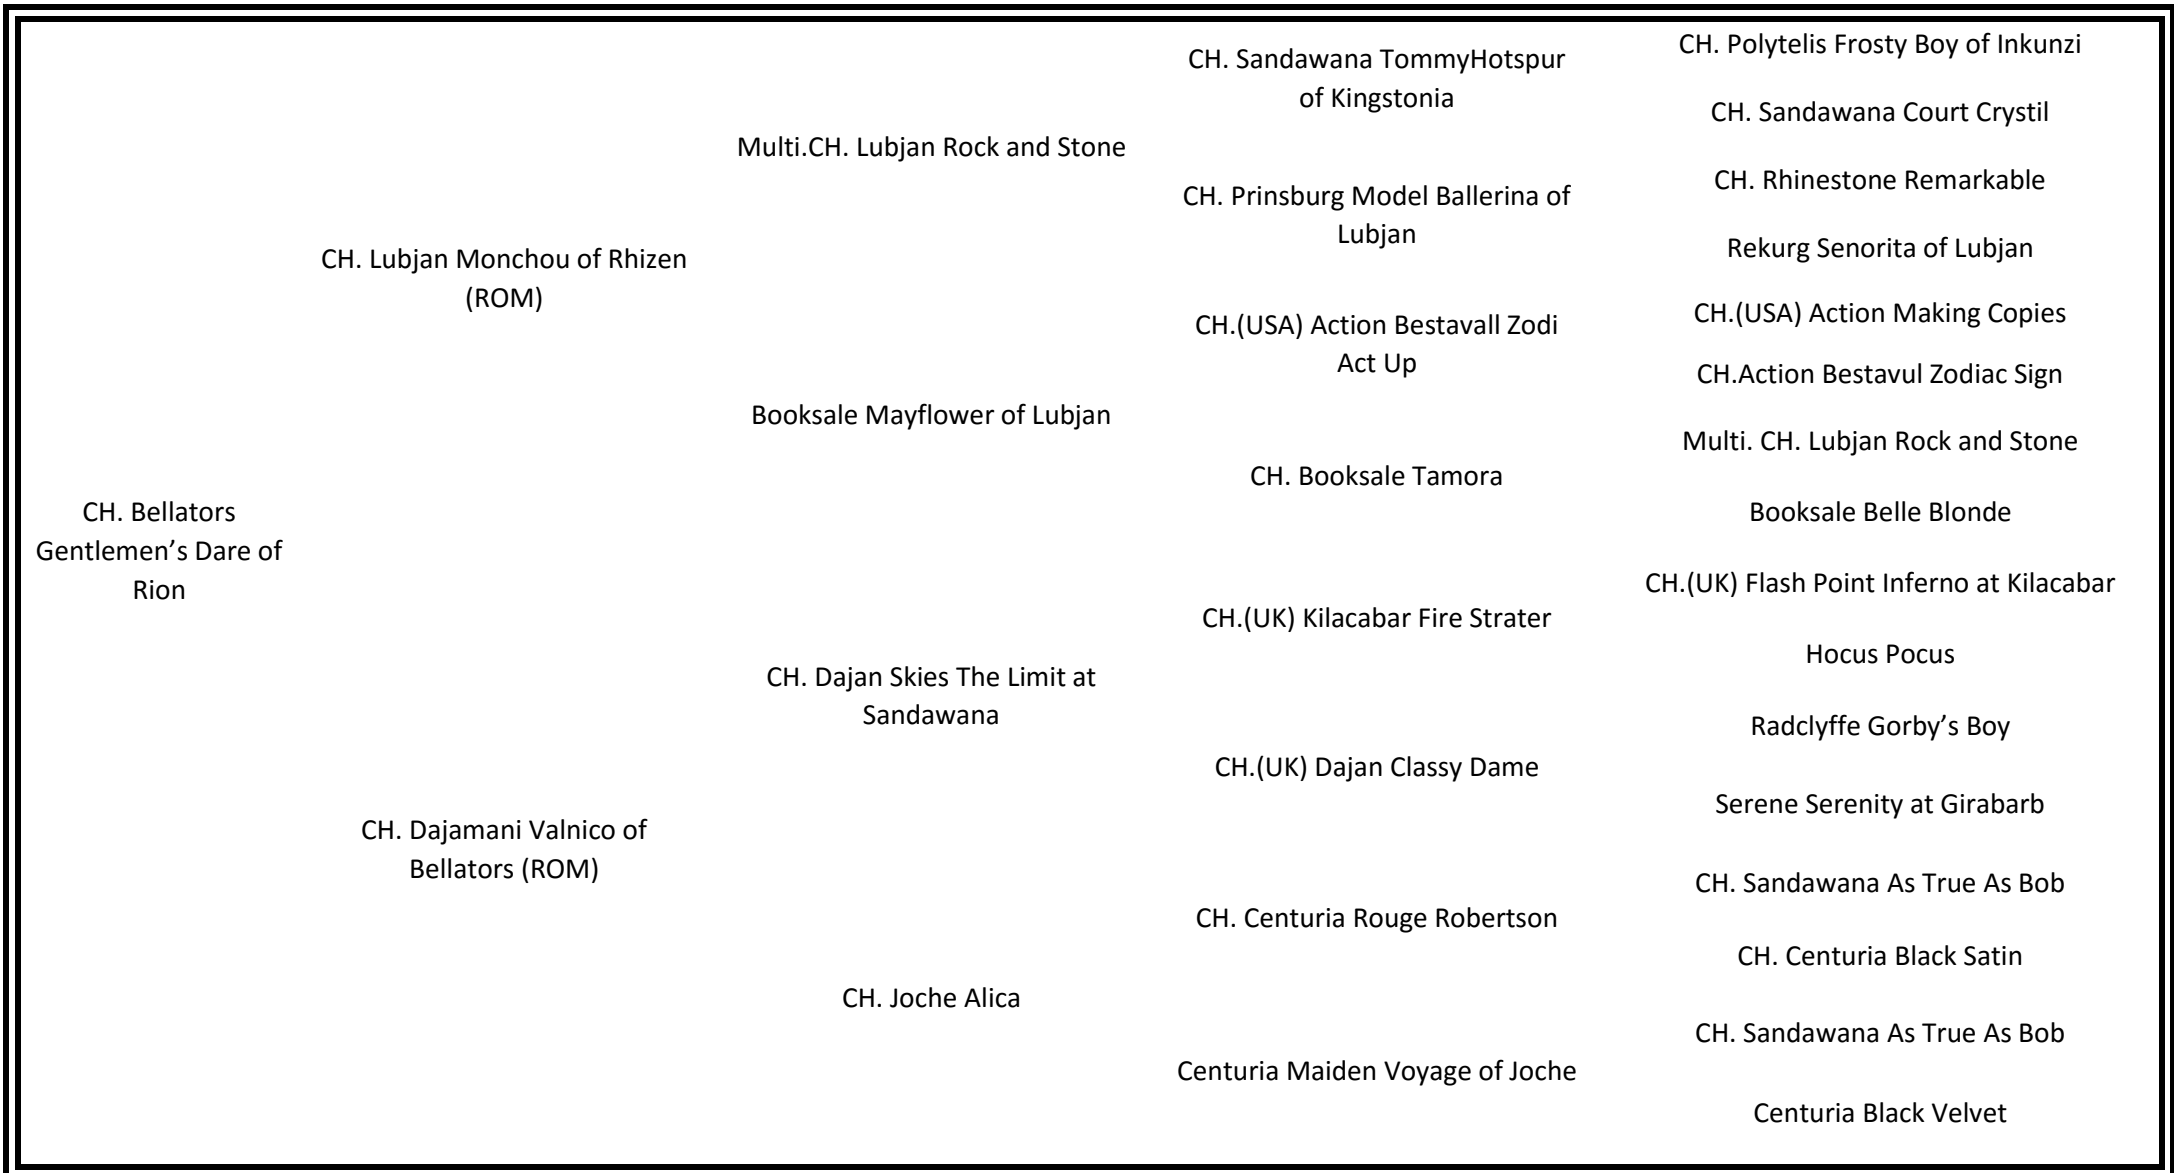 CH. Bellators
Gentlemen’s Dare of
Rion
CH. Lubjan Monchou of Rhizen
(ROM)
CH. Dajamani Valnico of
Bellators (ROM)
Multi.CH. Lubjan Rock and Stone
Booksale Mayflower of Lubjan
CH. Dajan Skies The Limit at
Sandawana
CH. Joche Alica
CH. Sandawana TommyHotspur
of Kingstonia
CH. Prinsburg Model Ballerina of
Lubjan
CH.(USA) Action Bestavall Zodi
Act Up
CH. Booksale Tamora
CH.(UK) Kilacabar Fire Strater
CH.(UK) Dajan Classy Dame
CH. Centuria Rouge Robertson
Centuria Maiden Voyage of Joche
CH. Polytelis Frosty Boy of Inkunzi
CH. Sandawana Court Crystil
CH. Rhinestone Remarkable
Rekurg Senorita of Lubjan
CH.(USA) Action Making Copies
CH.Action Bestavul Zodiac Sign
Multi. CH. Lubjan Rock and Stone
Booksale Belle Blonde
CH.(UK) Flash Point Inferno at Kilacabar
Hocus Pocus
Radclyffe Gorby’s Boy
Serene Serenity at Girabarb
CH. Sandawana As True As Bob
CH. Centuria Black Satin
CH. Sandawana As True As Bob
Centuria Black Velvet